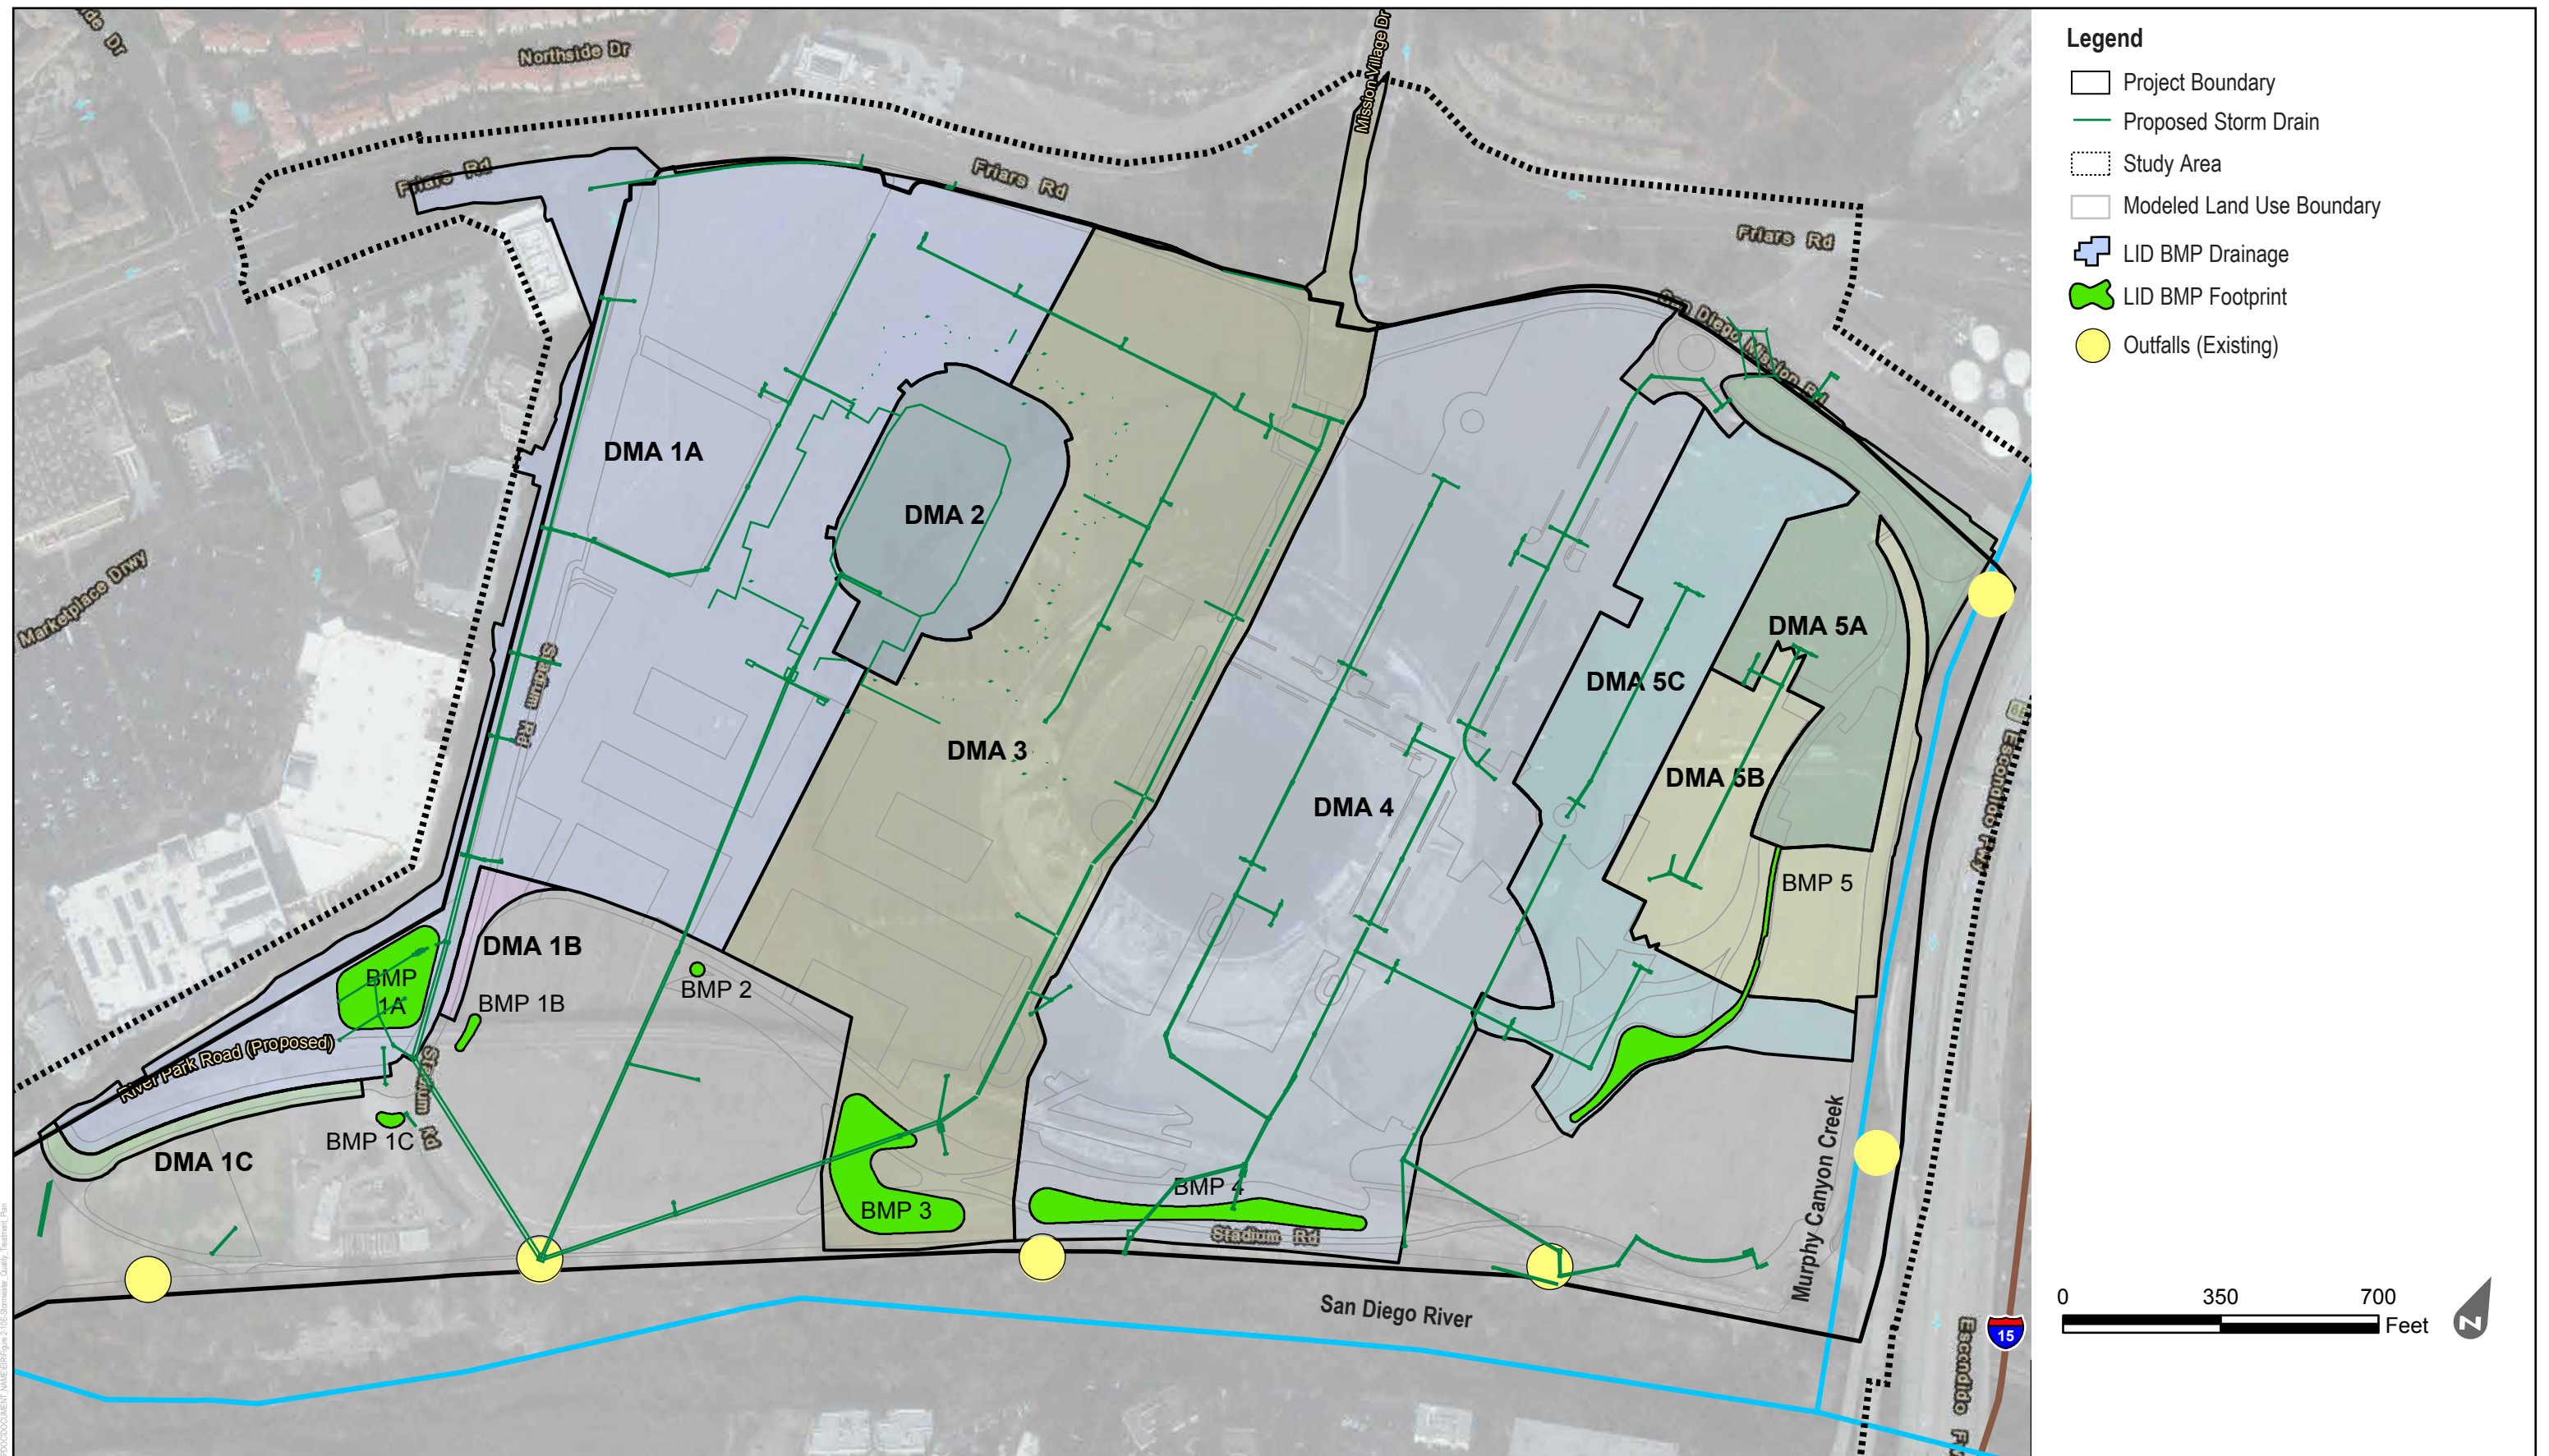 Northside Dr
Mission Village Dr
Friars Rd
Friars Rd
Friars Rd
San Diego Mission Rd
Marketplace Drwy
Stadium Rd
DMA 1A
DMA 2
DMA 3
DMA 4
DMA 5A
DMA 5B
DMA 5C
BMP 5
DMA 1B
BMP
1A
BMP 1B
BMP 2
River Park Road (Proposed)
Stadium Rd
BMP 1C
DMA 1C
BMP 3
BMP 4
Stadium Rd
San Diego River
Murphy Canyon Creek
Escondido Fwy
Escondido F
15
Legend
Project Boundary
Proposed Storm Drain
Study Area
Modeled Land Use Boundary
LID BMP Drainage
LID BMP Footprint
Outfalls (Existing)
0 350 700
Feet
N